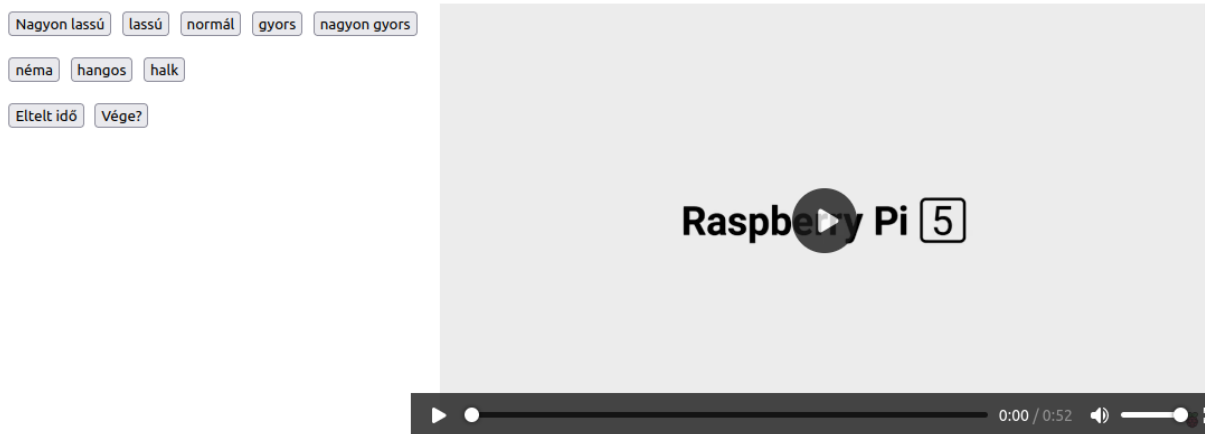 Nagyon lassú lassú normál gyors nagyon gyors
néma hangos halk
Eltelt idő Vége?
Raspberry Pi 5
0:00 / 0:52